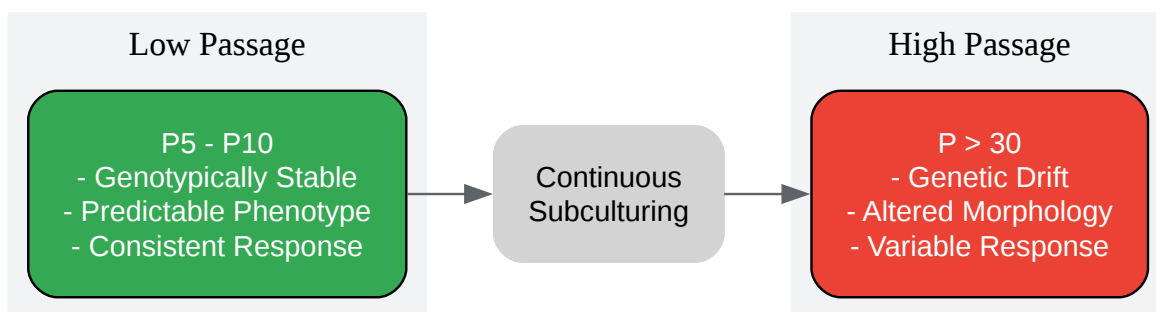 Low Passage
P5 - P10
- Genotypically Stable
- Predictable Phenotype
- Consistent Response
Continuous
Subculturing
High Passage
P > 30
- Genetic Drift
- Altered Morphology
- Variable Response